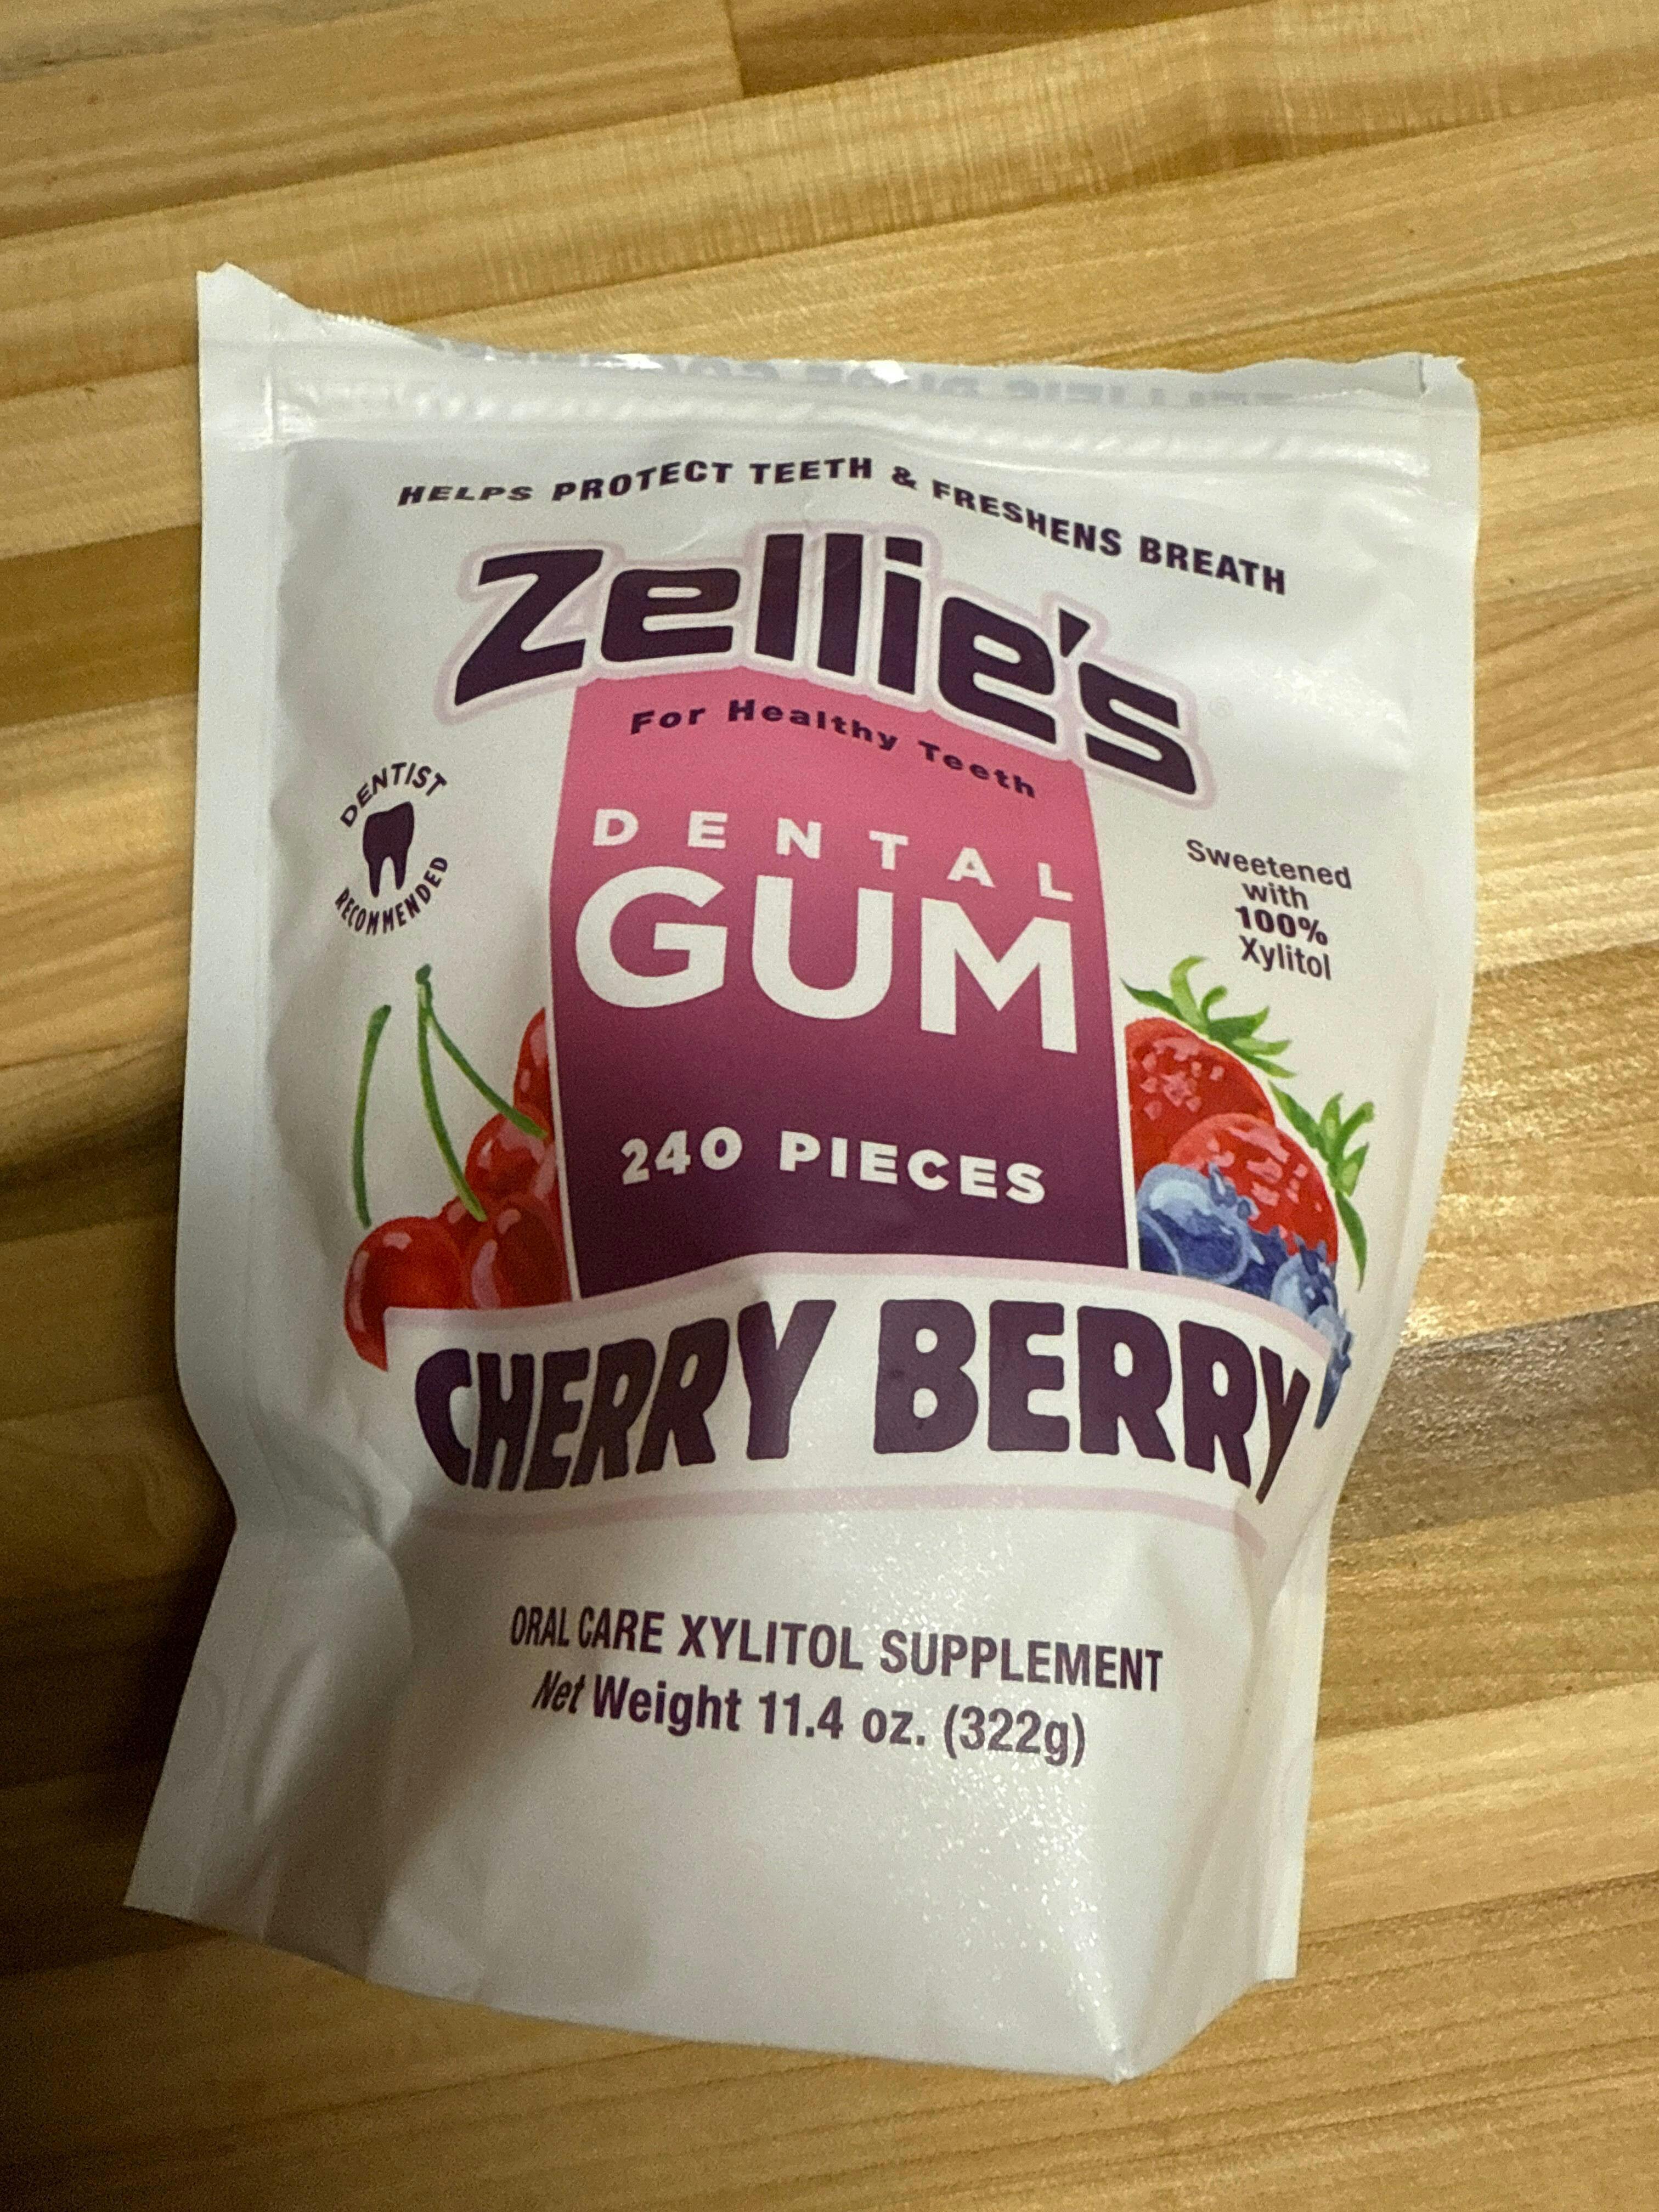 HELPS PROTECT TEETH & FRESHENS BREATH
Zellie's
For Healthy Teeth
DENTIST
RECOMMENDED
DENTAL
GUM
Sweetened
with
100%
Xylitol
240 PIECES
CHERRY BERRY
ORAL CARE XYLITOL SUPPLEMENT
Net Weight 11.4 oz. (322g)